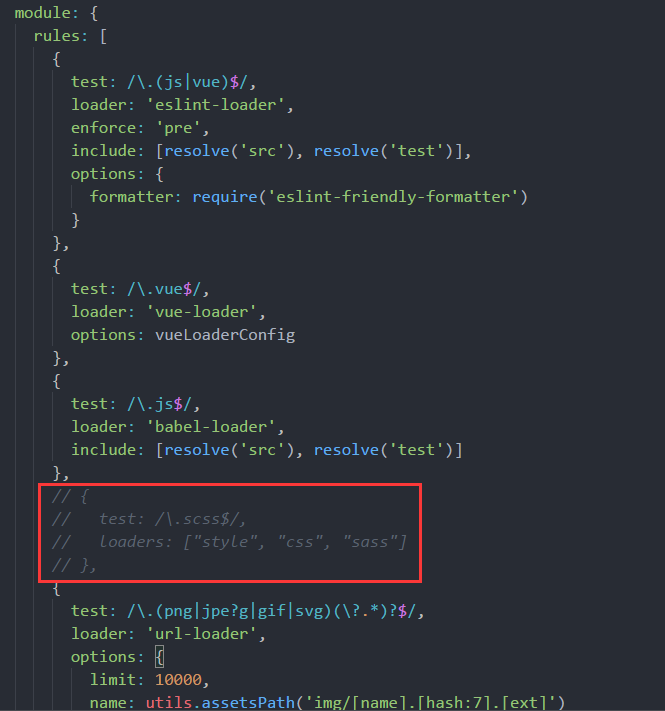 module: {
  rules: [
    {
      test: /\.(js|vue)$/,
      loader: 'eslint-loader',
      enforce: 'pre',
      include: [resolve('src'), resolve('test')],
      options: {
        formatter: require('eslint-friendly-formatter')
      }
    },
    {
      test: /\.vue$/,
      loader: 'vue-loader',
      options: vueLoaderConfig
    },
    {
      test: /\.js$/,
      loader: 'babel-loader',
      include: [resolve('src'), resolve('test')]
    },
    // {
    //   test: /\.scss$/,
    //   loaders: ["style", "css", "sass"]
    // },
    {
      test: /\.(png|jpe?g|gif|svg)(\?.*)?$/,
      loader: 'url-loader',
      options: {
        limit: 10000,
        name: utils.assetsPath('img/[name].[hash:7].[ext]')